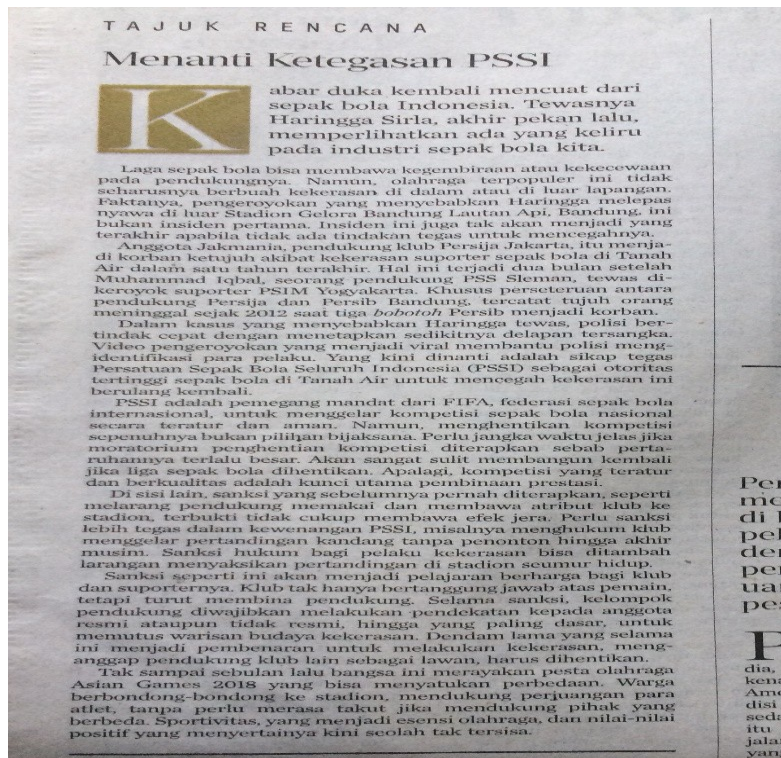 TAJUK RENCANA
Menanti Ketegasan PSSI
Kabar duka kembali mencuat dari
sepak bola Indonesia. Tewasnya
Haringga Sirla, akhir pekan lalu,
memperlihatkan ada yang keliru
pada industri sepak bola kita.
Laga sepak bola bisa membawa kegembiraan atau kekecewaan
pada pendukungnya. Namun, olahraga terpopuler ini tidak
seharusnya berbuah kekerasan di dalam atau di luar lapangan.
Faktanya, pengeroyokan yang menyebabkan Haringga melepas
nyawa di luar Stadion Gelora Bandung Lautan Api, Bandung, ini
bukan insiden pertama. Insiden ini juga tak akan menjadi yang
terakhir apabila tidak ada tindakan tegas untuk mencegahnya.
Anggota Jakmania, pendukung klub Persija Jakarta, itu menja-
di korban ketujuh akibat kekerasan suporter sepak bola di Tanah
Air dalam satu tahun terakhir. Hal ini terjadi dua bulan setelah
Muhammad Iqbal, seorang pendukung PSS Sleman, tewas di-
keroyok suporter PSIM Yogyakarta. Khusus perseteruan antara
pendukung Persija dan Persib Bandung, tercatat tujuh orang
meninggal sejak 2012 saat tiga bobotoh Persib menjadi korban.
Dalam kasus yang menyebabkan Haringga tewas, polisi ber-
tindak cepat dengan menetapkan sedikitnya delapan tersangka.
Video pengeroyokan yang menjadi viral membantu polisi meng-
identifikasi para pelaku. Yang kini dinanti adalah sikap tegas
Persatuan Sepak Bola Seluruh Indonesia (PSSI) sebagai otoritas
tertinggi sepak bola di Tanah Air untuk mencegah kekerasan ini
berulang kembali.
PSSI adalah pemegang mandat dari FIFA, federasi sepak bola
internasional, untuk menggelar kompetisi sepak bola nasional
secara teratur dan aman. Namun, menghentikan kompetisi
sepenuhnya bukan pilihan bijaksana. Perlu jangka waktu jelas jika
moratorium penghentian kompetisi diterapkan sebab perta-
ruhannya terlalu besar. Akan sangat sulit membangun kembali
jika liga sepak bola dihentikan. Apalagi, kompetisi yang teratur
dan berkualitas adalah kunci utama pembinaan prestasi.
Di sisi lain, sanksi yang sebelumnya pernah diterapkan, seperti
melarang pendukung memakai dan membawa atribut klub ke
stadion, terbukti tidak cukup membawa efek jera. Perlu sanksi
lebih tegas dalam kewenangan PSSI, misalnya menghukum klub
menggelar pertandingan kandang tanpa penonton hingga akhir
musim. Sanksi hukum bagi pelaku kekerasan bisa ditambah
larangan menyaksikan pertandingan di stadion seumur hidup.
Sanksi seperti ini akan menjadi pelajaran berharga bagi klub
dan suporternya. Klub tak hanya bertanggung jawab atas pemain,
tetapi turut membina pendukung. Selama sanksi, kelompok
pendukung diwajibkan melakukan pendekatan kepada anggota
resmi ataupun tidak resmi, hingga yang paling dasar, untuk
memutus warisan budaya kekerasan. Dendam lama yang selama
ini menjadi pembenaran untuk melakukan kekerasan, meng-
anggap pendukung klub lain sebagai lawan, harus dihentikan.
Tak sampai sebulan lalu bangsa ini merayakan pesta olahraga
Asian Games 2018 yang bisa menyatukan perbedaan. Warga
berbondong-bondong ke stadion, mendukung perjuangan para
atlet, tanpa perlu merasa takut jika mendukung pihak yang
berbeda. Sportivitas, yang menjadi esensi olahraga, dan nilai-nilai
positif yang menyertainya kini seolah tak tersisa.